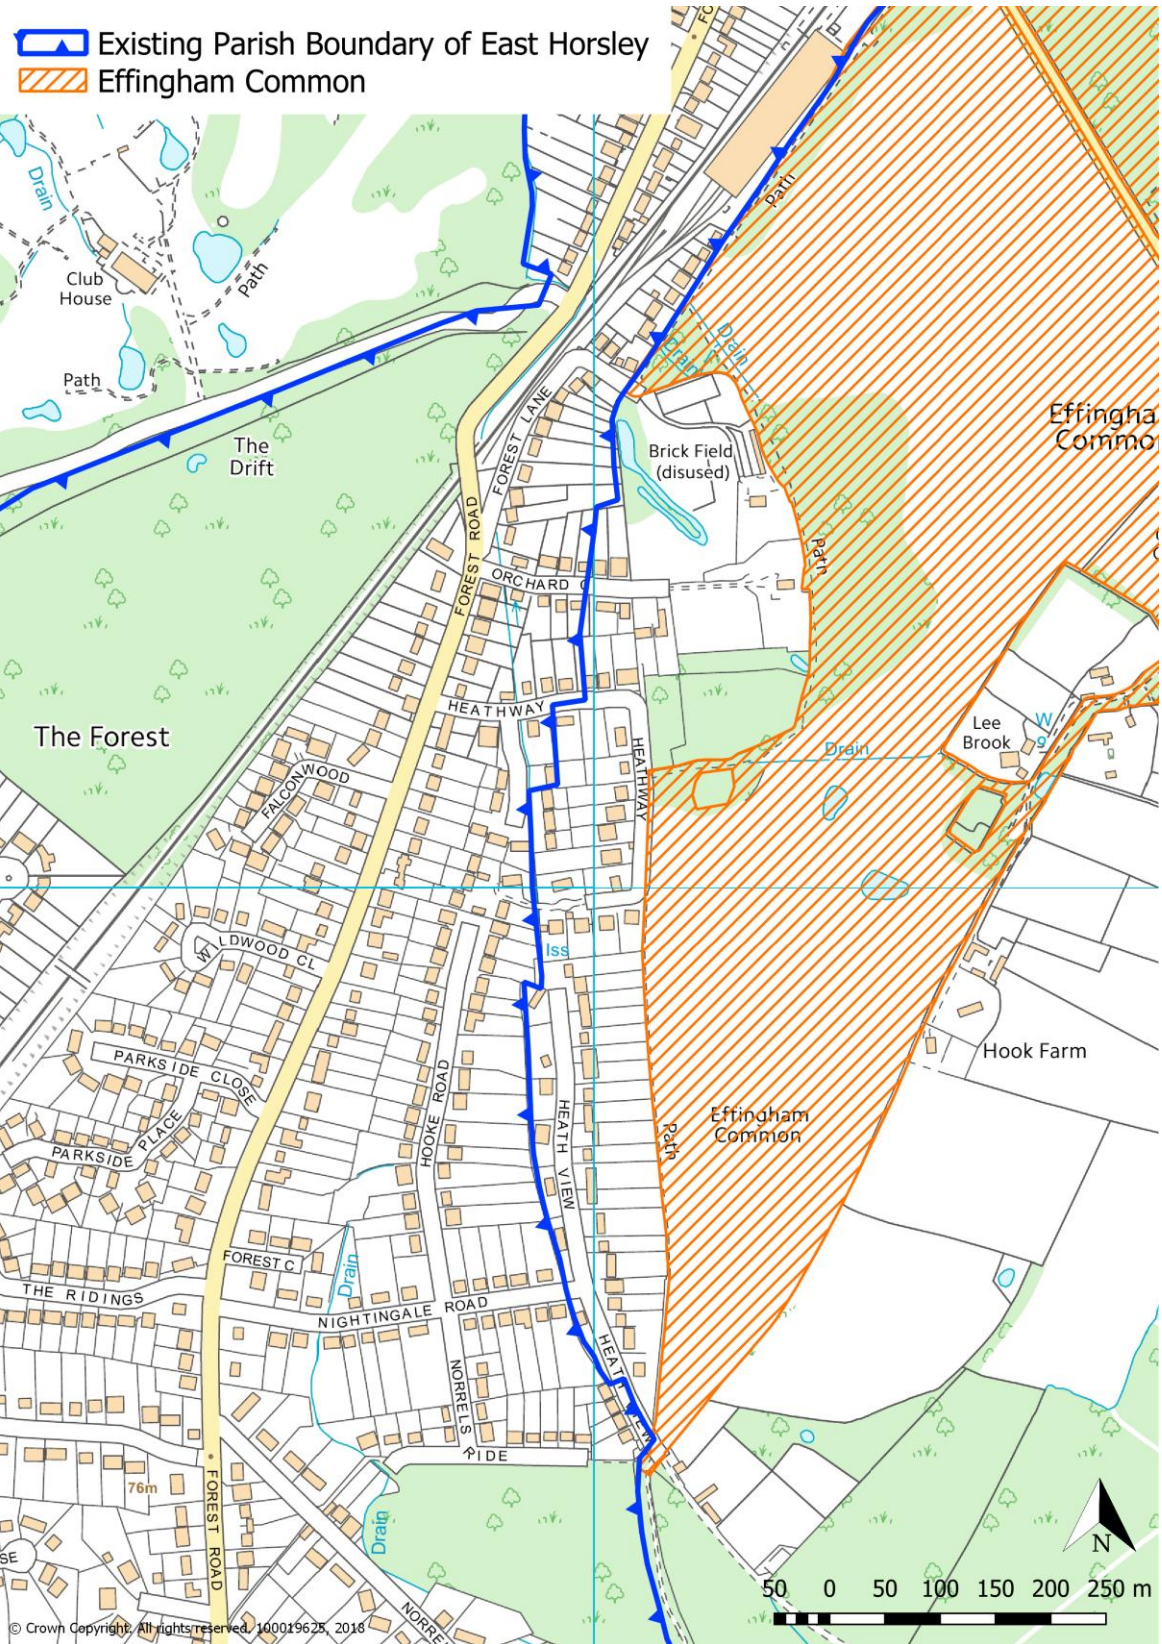 Existing Parish Boundary of East Horsley
Effingham Common
Drain
Club
House
Path
Path
Path
The
Drift
FOREST LANE
Drain
Drain
Effingha
Commo
Brick Field
(disused)
FOREST ROAD
ORCHARD C
Path
HEATHWAY
HEATHWAY
The Forest
FALCONWOOD
Drain
Lee
Brook
W
9
W LDWOOD CL
Iss
PARKSIDE CLOSE
PARKSIDE PLACE
HOOKE ROAD
HEATH VIEW
Path
Effingham
Common
Hook Farm
FOREST C
Drain
THE RIDINGS
NIGHTINGALE ROAD
NORRELS
RIDE
76m
FOREST ROAD
Drain
SE
NORRE
N
50 0 50 100 150 200 250 m
© Crown Copyright. All rights reserved. 100019625, 2018